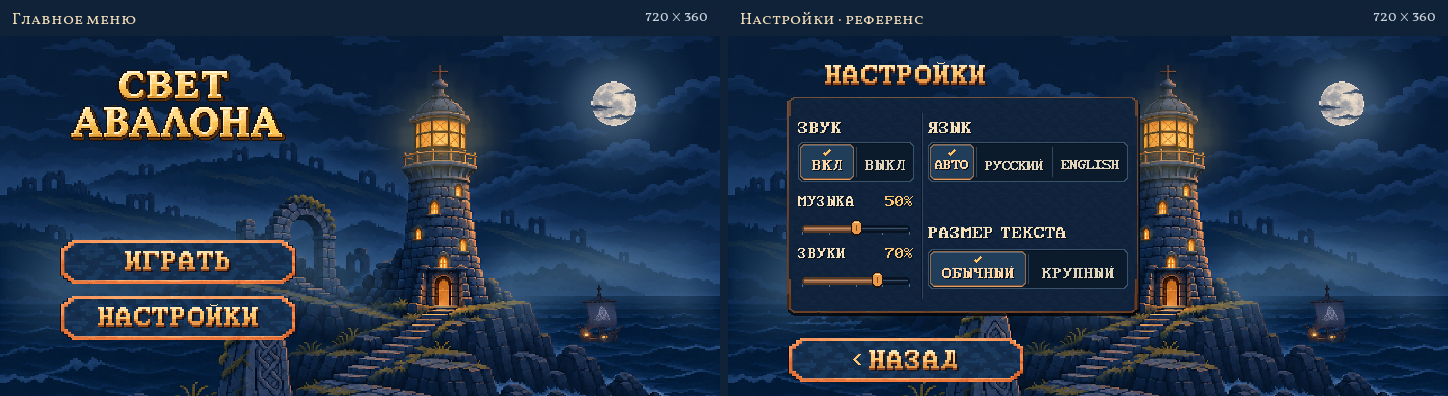 Главное меню
720 × 360
СВЕТ
АВАЛОНА
ИГРАТЬ
НАСТРОЙКИ
Настройки · референс
720 × 360
НАСТРОЙКИ
ЗВУК
ВКЛ ВЫКЛ
МУЗЫКА 50%
ЗВУКИ 70%
ЯЗЫК
АВТО РУССКИЙ ENGLISH
РАЗМЕР ТЕКСТА
ОБЫЧНЫЙ КРУПНЫЙ
< НАЗАД